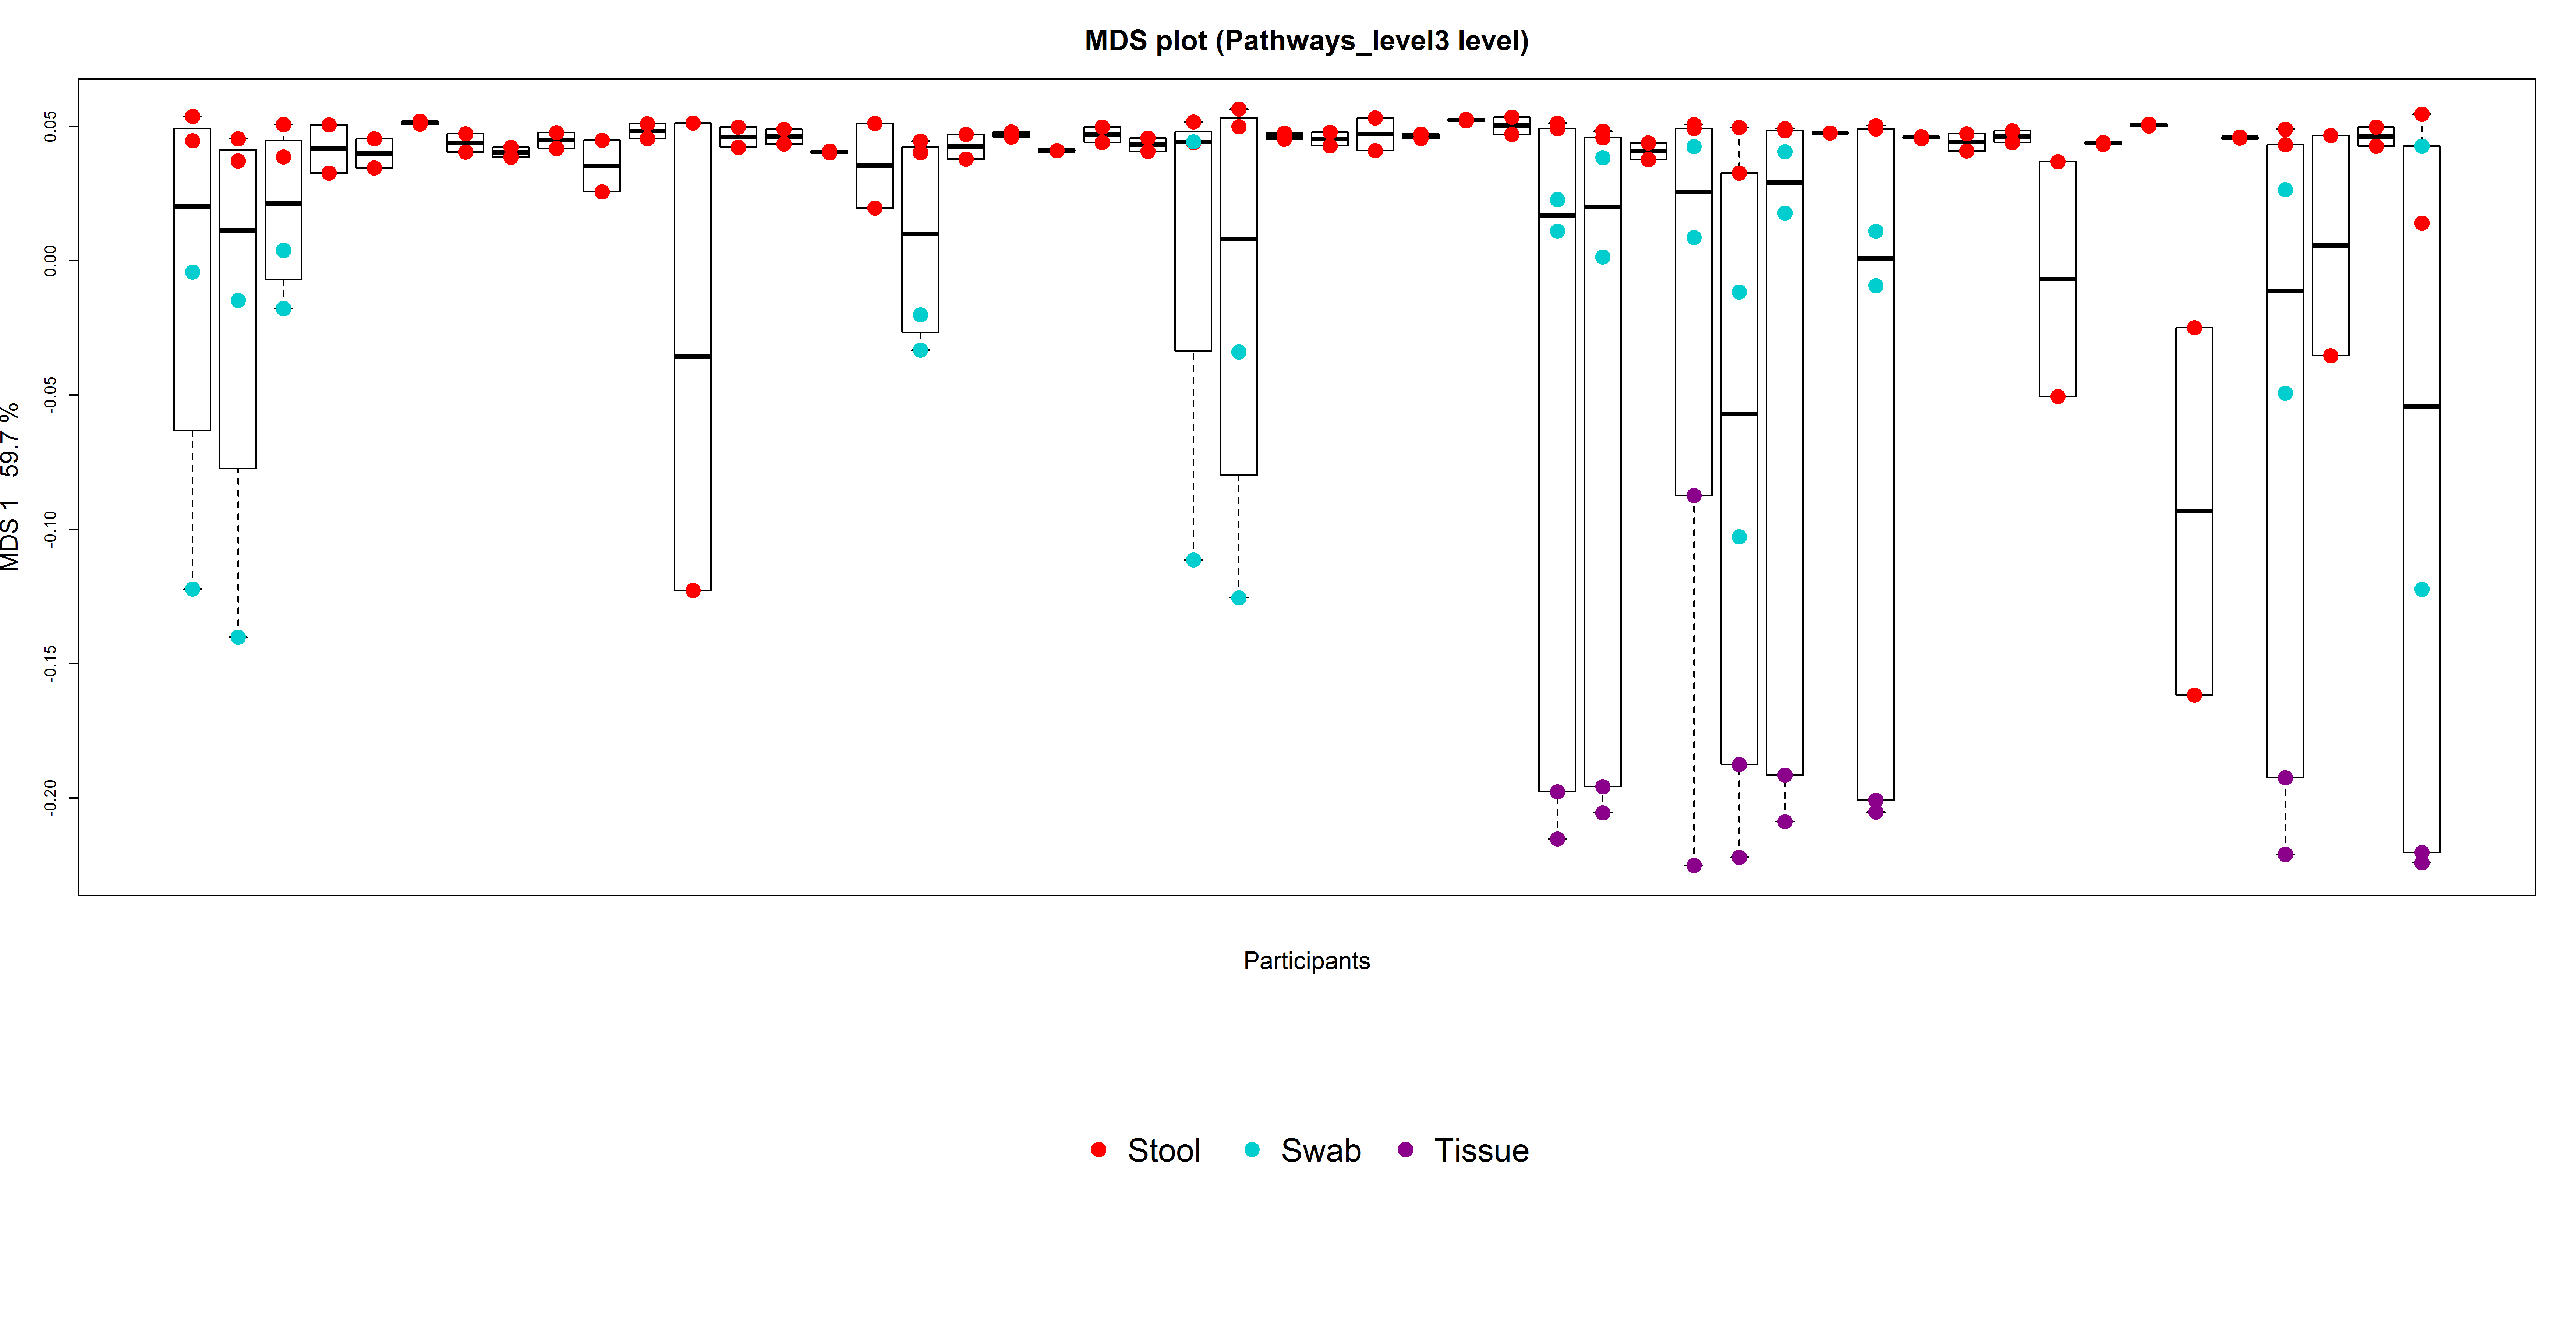 MDS plot (Pathways_level3 level)
MDS 1 59.7 %
0.05
0.00
-0.05
-0.10
-0.15
-0.20
Participants
Stool Swab Tissue